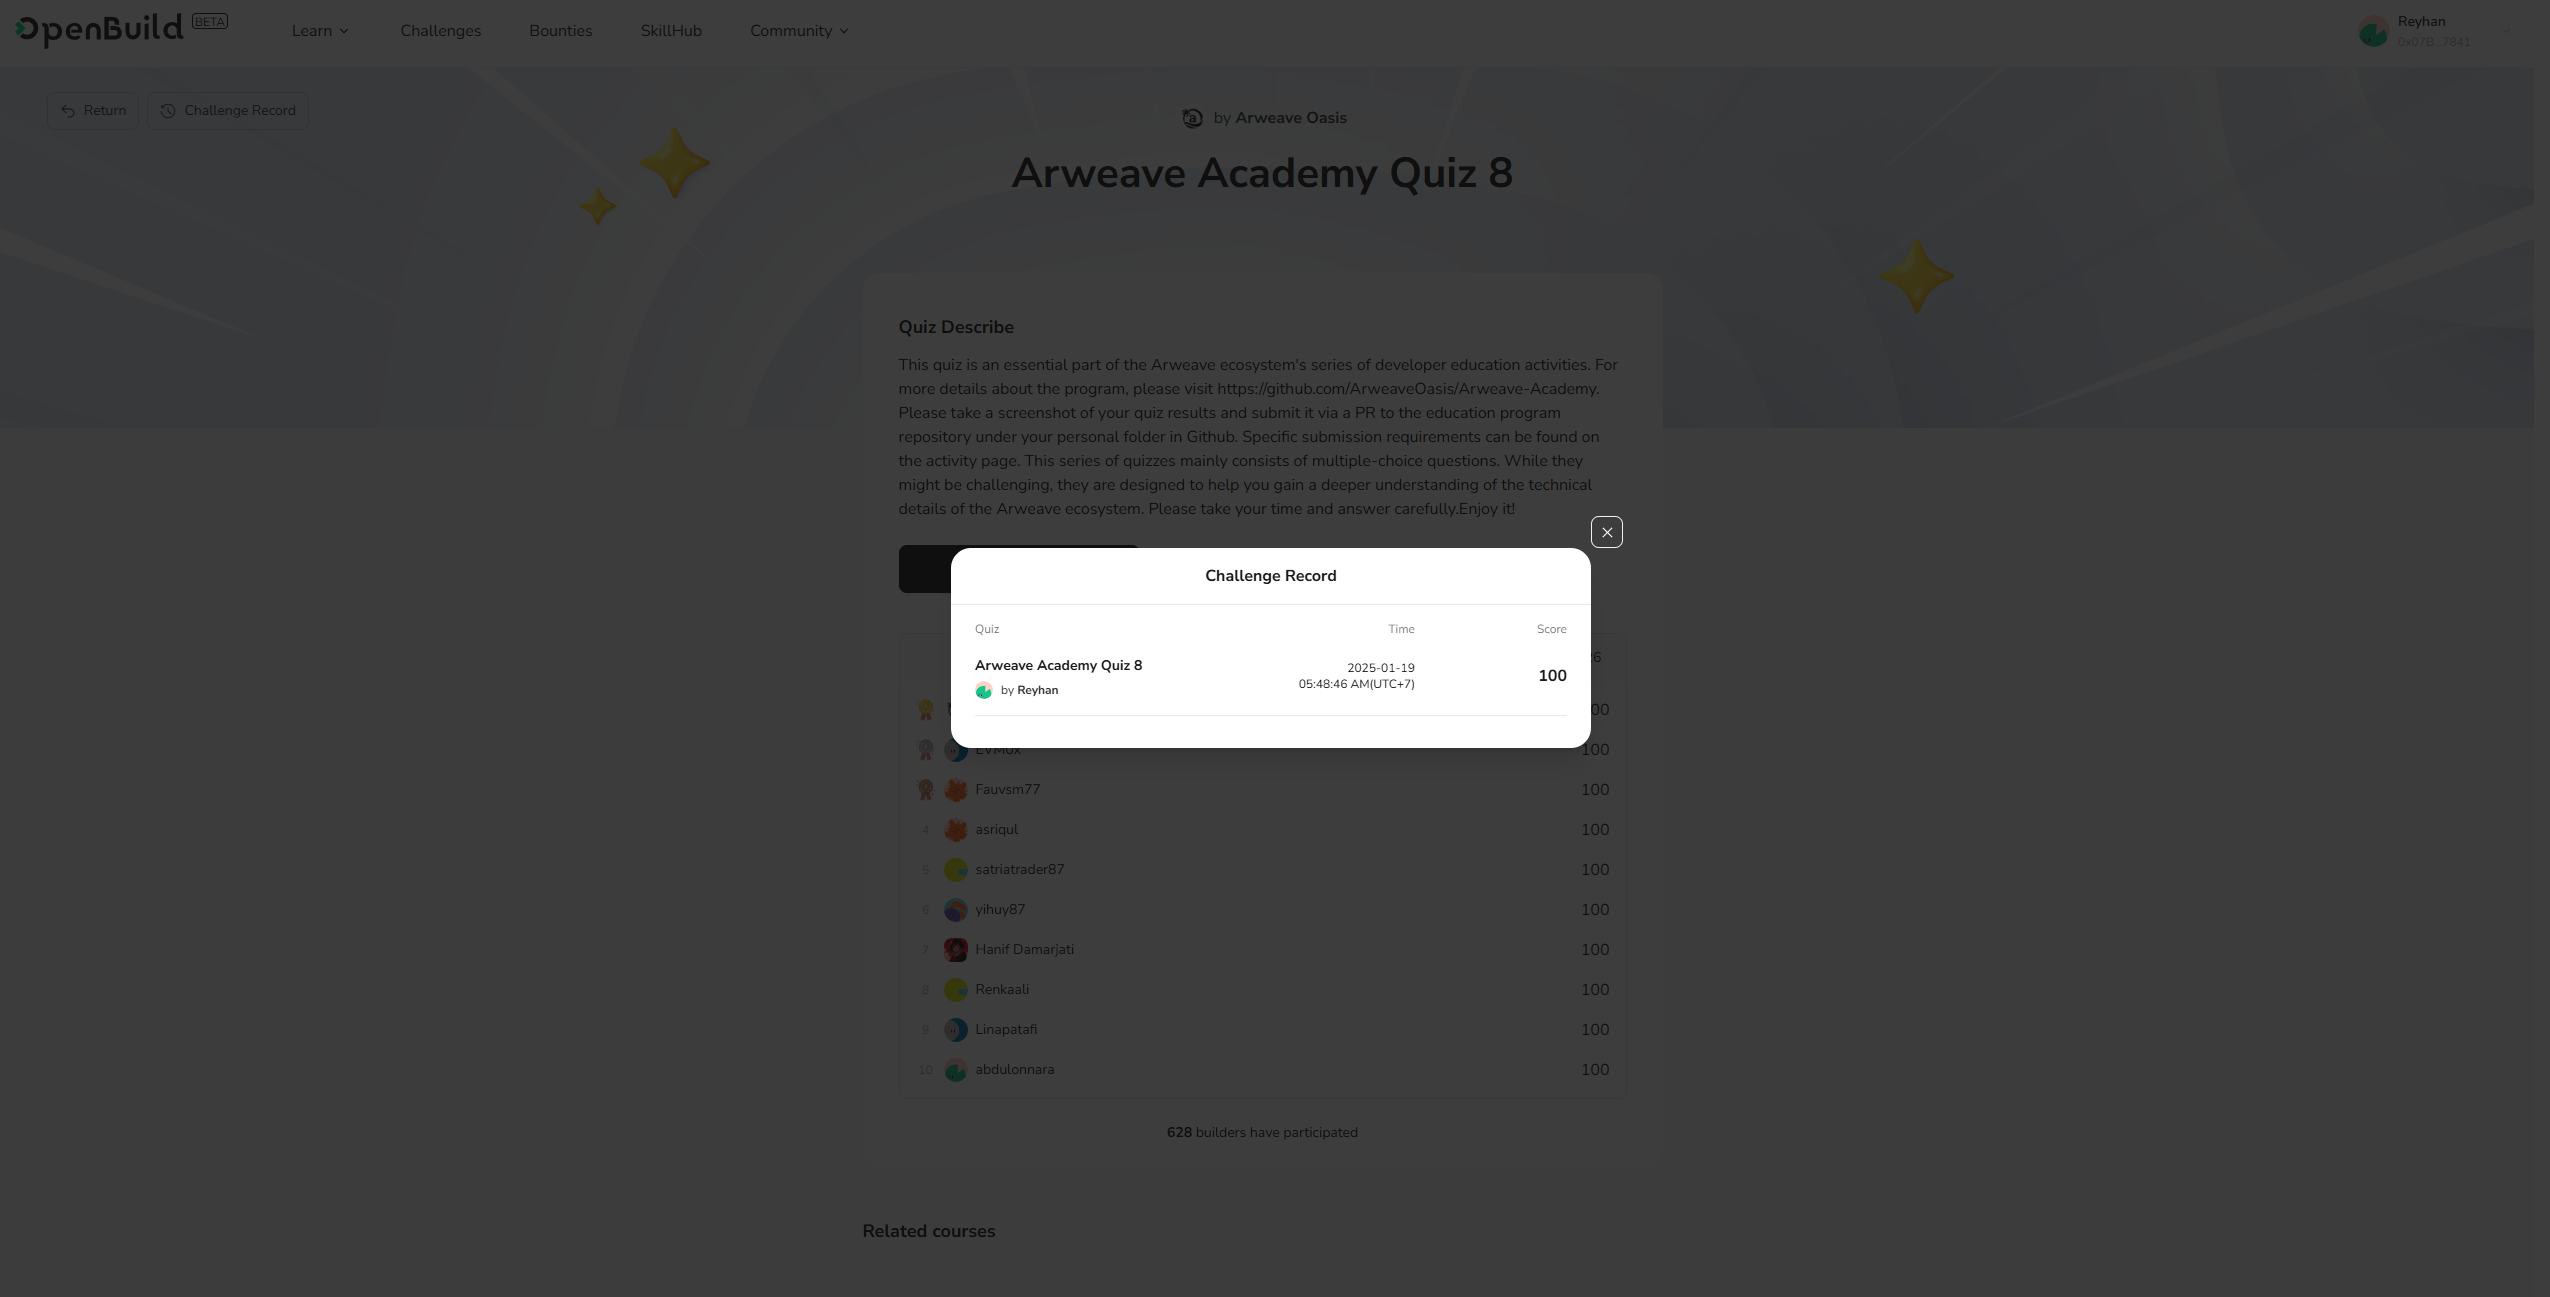 OpenBuild BETA
Learn
Challenges
Bounties
SkillHub
Community
Reyhan
0x07B...7841
Return
Challenge Record
by Arweave Oasis
Arweave Academy Quiz 8
Quiz Describe
This quiz is an essential part of the Arweave ecosystem's series of developer education activities. For
more details about the program, please visit https://github.com/ArweaveOasis/Arweave-Academy.
Please take a screenshot of your quiz results and submit it via a PR to the education program
repository under your personal folder in Github. Specific submission requirements can be found on
the activity page. This series of quizzes mainly consists of multiple-choice questions. While they
might be challenging, they are designed to help you gain a deeper understanding of the technical
details of the Arweave ecosystem. Please take your time and answer carefully.Enjoy it!
Challenge Record
Quiz Time Score
Arweave Academy Quiz 8
by Reyhan
2025-01-19
05:48:46 AM(UTC+7)
100
100
Fauvsm77 100
4 asriqul 100
5 satriatrader87 100
6 yihuy87 100
7 Hanif Damarjati 100
8 Renkaali 100
9 Linapatafi 100
10 abdulonnara 100
628 builders have participated
Related courses